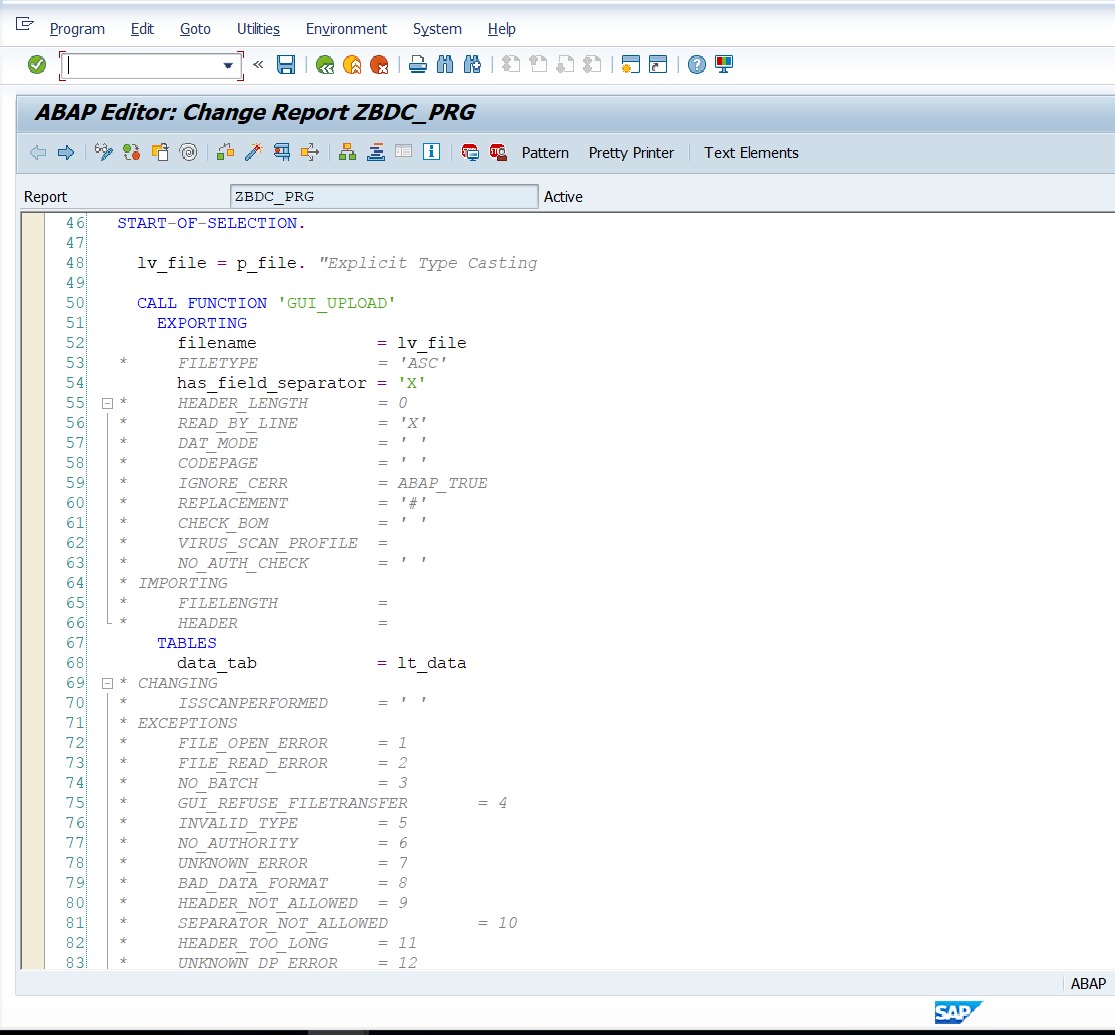 Program Edit Goto Utilities Environment System Help
«
ABAP Editor: Change Report ZBDC_PRG
Pattern Pretty Printer Text Elements
Report ZBDC_PRG Active
46 START-OF-SELECTION.
47
48 lv_file = p_file. "Explicit Type Casting
49
50 CALL FUNCTION 'GUI_UPLOAD'
51 EXPORTING
52 filename = lv_file
53 * FILETYPE = 'ASC'
54 has_field_separator = 'X'
55 * HEADER_LENGTH = 0
56 * READ_BY_LINE = 'X'
57 * DAT_MODE = ' '
58 * CODEPAGE = ' '
59 * IGNORE_CERR = ABAP_TRUE
60 * REPLACEMENT = '#'
61 * CHECK_BOM = ' '
62 * VIRUS_SCAN_PROFILE =
63 * NO_AUTH_CHECK = ' '
64 * IMPORTING
65 * FILELENGTH =
66 * HEADER =
67 TABLES
68 data_tab = lt_data
69 * CHANGING
70 * ISSCANPERFORMED = ' '
71 * EXCEPTIONS
72 * FILE_OPEN_ERROR = 1
73 * FILE_READ_ERROR = 2
74 * NO_BATCH = 3
75 * GUI_REFUSE_FILETRANSFER = 4
76 * INVALID_TYPE = 5
77 * NO_AUTHORITY = 6
78 * UNKNOWN_ERROR = 7
79 * BAD_DATA_FORMAT = 8
80 * HEADER_NOT_ALLOWED = 9
81 * SEPARATOR_NOT_ALLOWED = 10
82 * HEADER_TOO_LONG = 11
83 * UNKNOWN_DP_ERROR = 12
ABAP
SAP